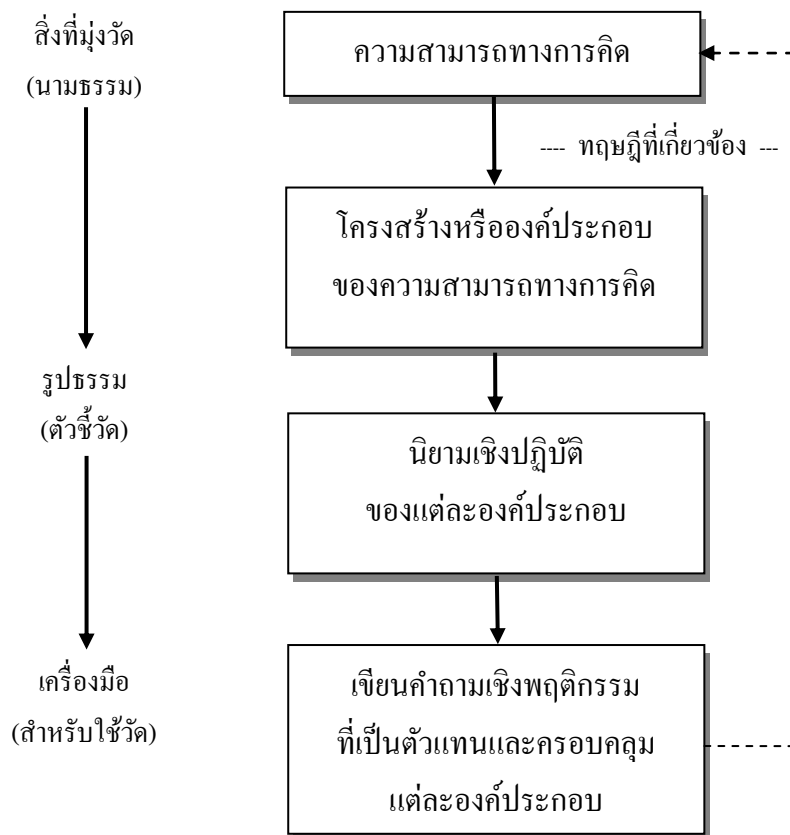 สิ่งที่มุ่งวัด
(นามธรรม)
ความสามารถทางการคิด
---- ทฤษฎีที่เกี่ยวข้อง ---
โครงสร้างหรือองค์ประกอบ
ของความสามารถทางการคิด
รูปธรรม
(ตัวชี้วัด)
นิยามเชิงปฏิบัติ
ของแต่ละองค์ประกอบ
เครื่องมือ
(สำหรับใช้วัด)
เขียนคำถามเชิงพฤติกรรม
ที่เป็นตัวแทนและครอบคลุม
แต่ละองค์ประกอบ